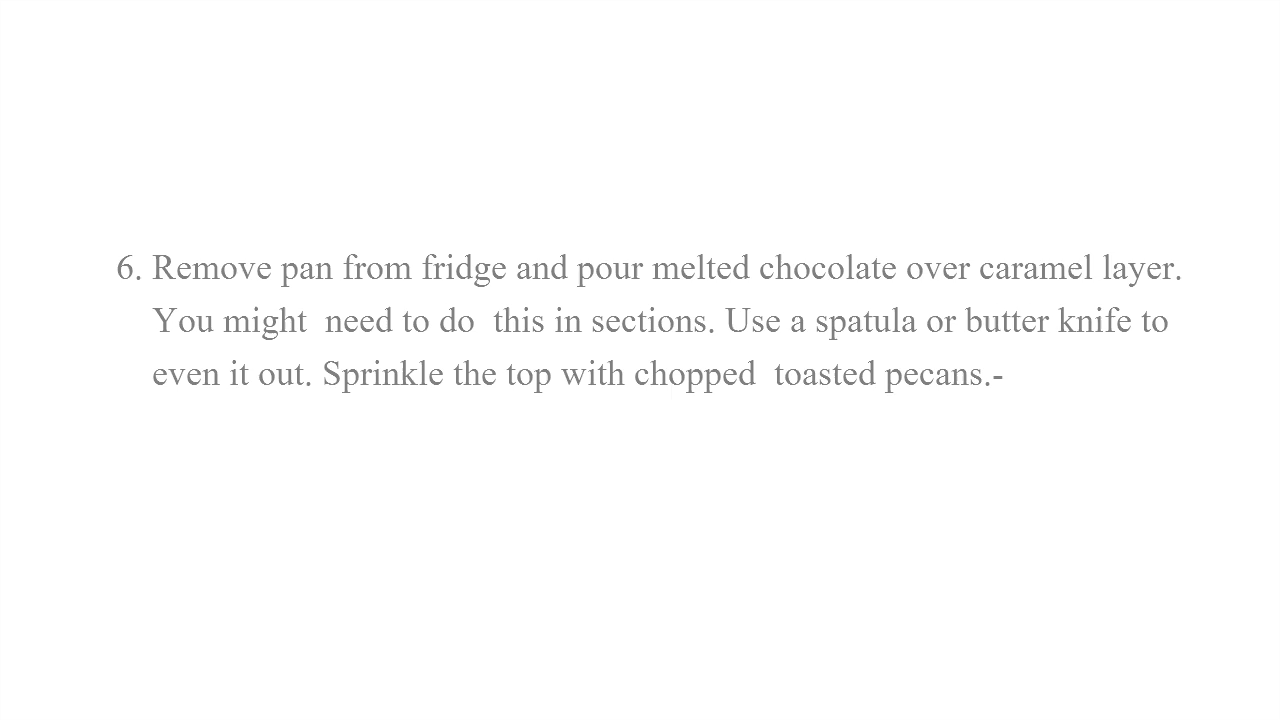 6. Remove pan from fridge and pour melted chocolate over caramel layer.
You might  need to do  this in sections. Use a spatula or butter knife to
even it out. Sprinkle the top with chopped  toasted pecans.-